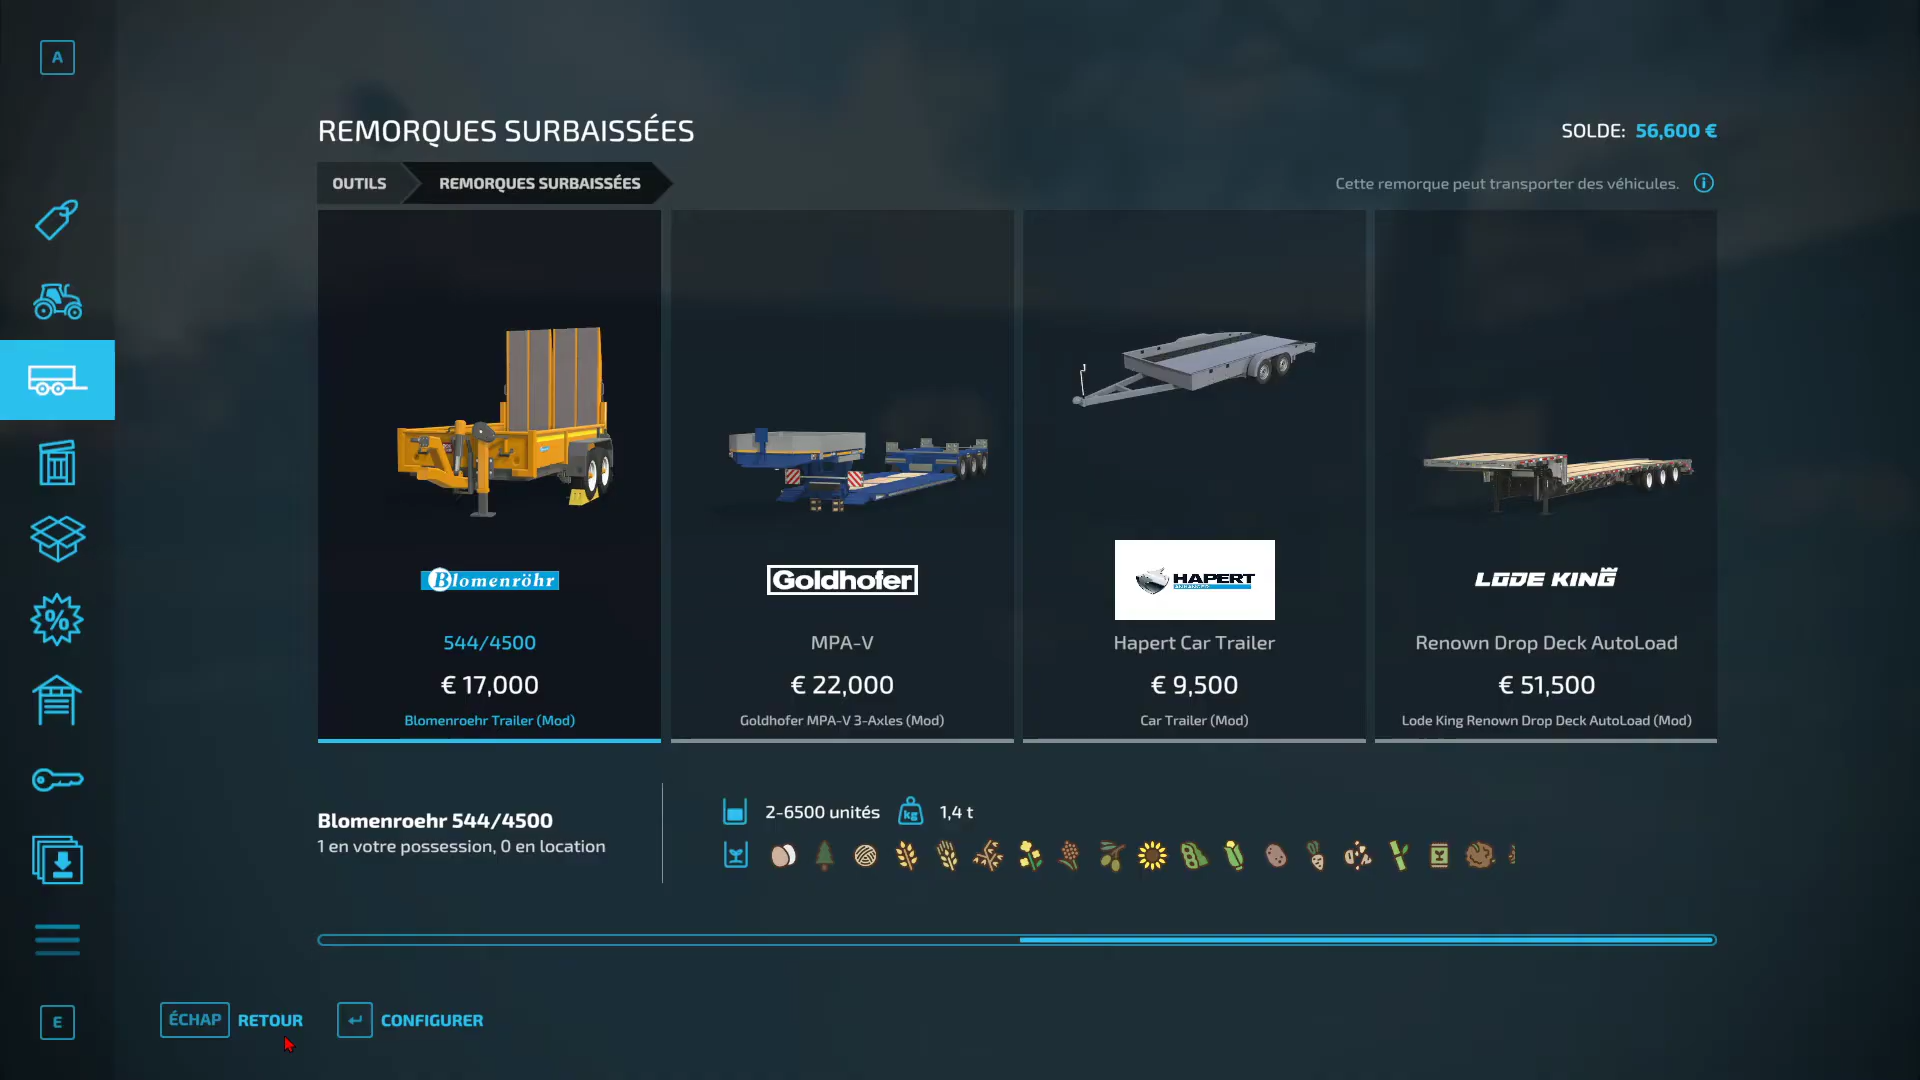 A
REMORQUES SURBAISSÉES
SOLDE: 56,600 €
OUTILS
REMORQUES SURBAISSÉES
Cette remorque peut transporter des véhicules.
Blomenröhr
544/4500
€ 17,000
Blomenroehr Trailer (Mod)
Goldhofer
MPA-V
€ 22,000
Goldhofer MPA-V 3-Axles (Mod)
HAPERT
Hapert Car Trailer
€ 9,500
Car Trailer (Mod)
LODE KING
Renown Drop Deck AutoLoad
€ 51,500
Lode King Renown Drop Deck AutoLoad (Mod)
Blomenroehr 544/4500
1 en votre possession, 0 en location
2-6500 unités
kg
1,4 t
E
ÉCHAP RETOUR
CONFIGURER